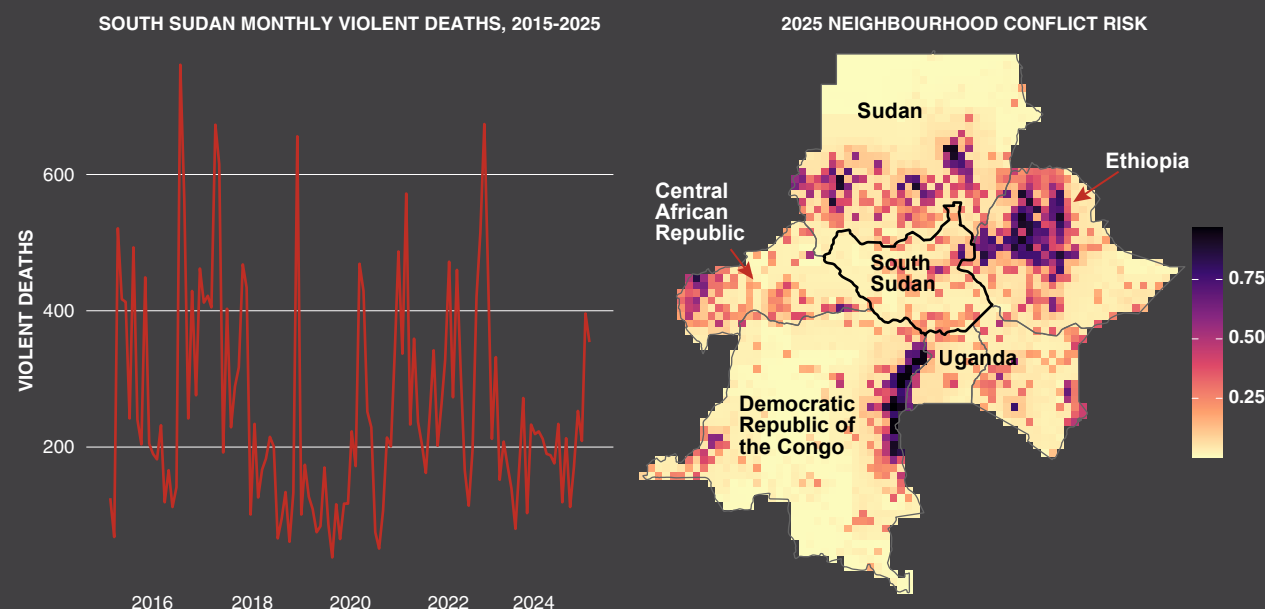 SOUTH SUDAN MONTHLY VIOLENT DEATHS, 2015-2025
VIOLENT DEATHS
600
400
200
2016
2018
2020
2022
2024
2025 NEIGHBOURHOOD CONFLICT RISK
Sudan
Ethiopia
Central
African
Republic
South
Sudan
Uganda
Democratic
Republic of
the Congo
0.75
0.50
0.25